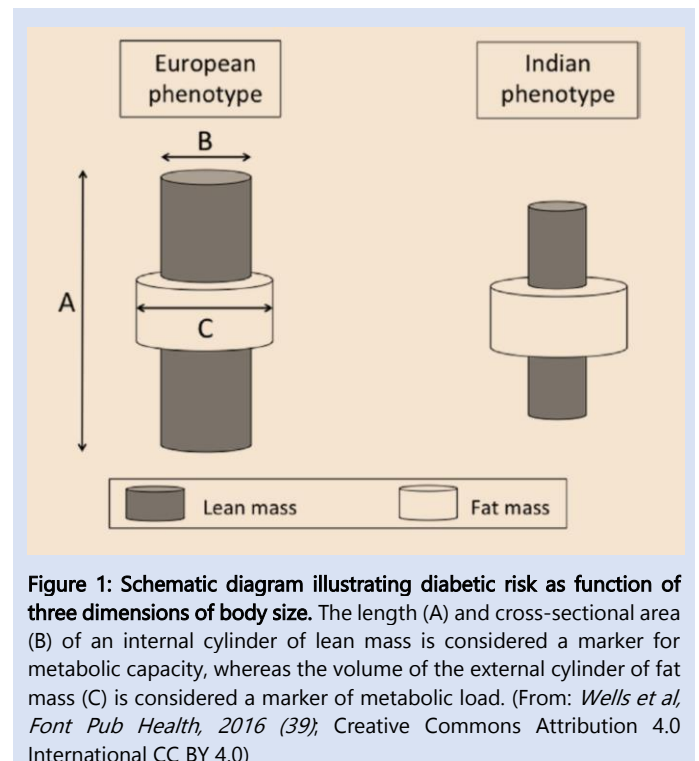 European
phenotype
Indian
phenotype
B
A
C
Lean mass
Fat mass
Figure 1: Schematic diagram illustrating diabetic risk as function of
three dimensions of body size. The length (A) and cross-sectional area
(B) of an internal cylinder of lean mass is considered a marker for
metabolic capacity, whereas the volume of the external cylinder of fat
mass (C) is considered a marker of metabolic load. (From: Wells et al,
Font Pub Health, 2016 (39); Creative Commons Attribution 4.0
International CC BY 4.0)